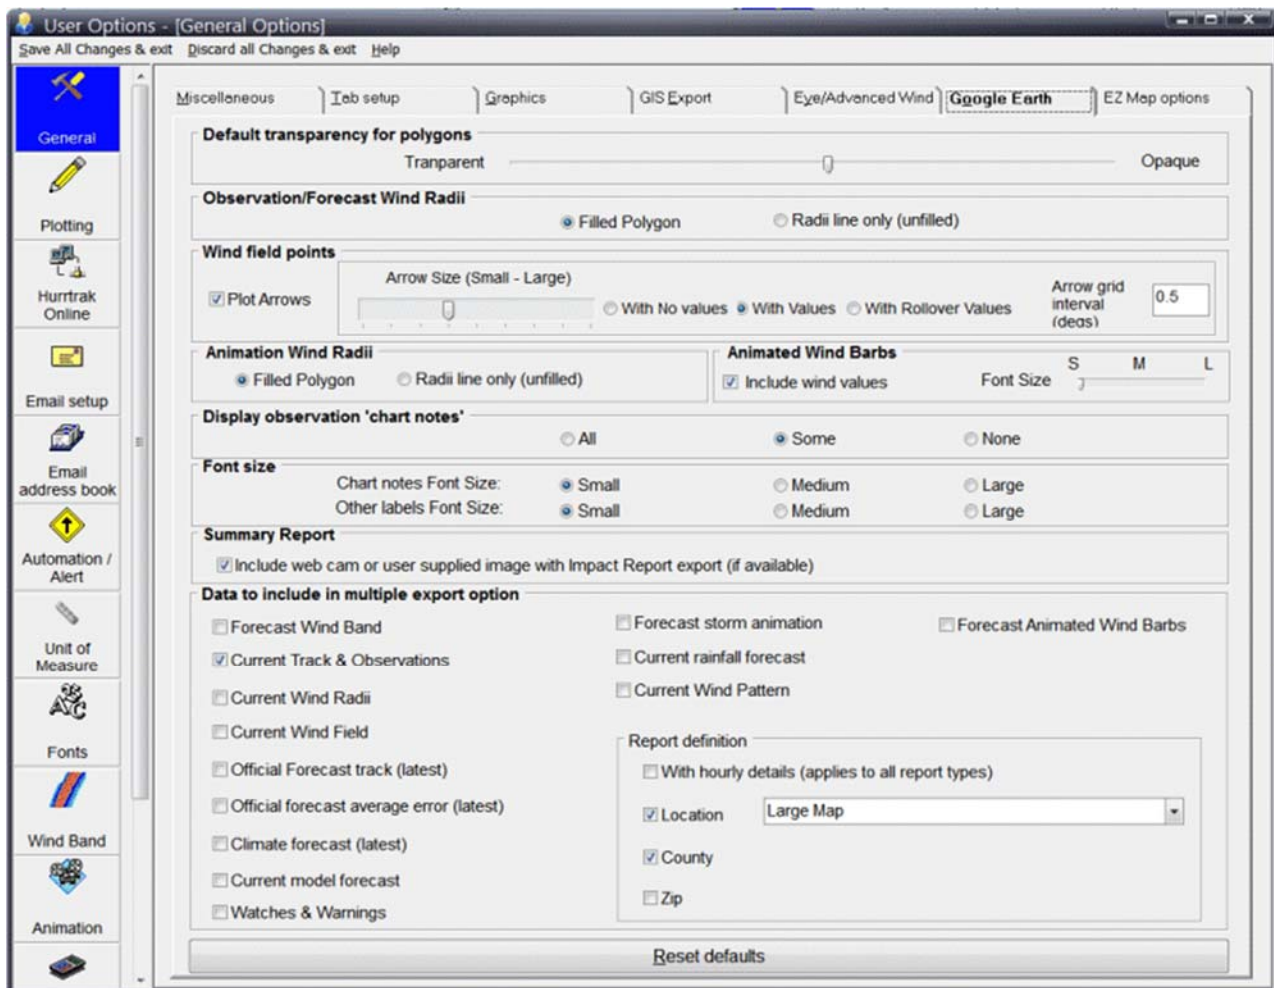 User Options - [General Options]
Save All Changes & exit Discard all Changes & exit Help
General
Plotting
Hurrtrak
Online
Email setup
Email
address book
Automation /
Alert
Unit of
Measure
Fonts
Wind Band
Animation
Miscellaneous Tab setup Graphics GIS Export Eye/Advanced Wind Google Earth EZ Map options
Default transparency for polygons
Tranparent Opaque
Observation/Forecast Wind Radii
Filled Polygon Radii line only (unfilled)
Wind field points
Plot Arrows
Arrow Size (Small - Large)
With No values With Values With Rollover Values
Arrow grid
interval
(degs)
0.5
Animation Wind Radii
Filled Polygon Radii line only (unfilled)
Animated Wind Barbs
Include wind values
Font Size
S M L
Display observation 'chart notes'
All Some None
Font size
Chart notes Font Size: Small Medium Large
Other labels Font Size: Small Medium Large
Summary Report
Include web cam or user supplied image with Impact Report export (if available)
Data to include in multiple export option
Forecast Wind Band
Current Track & Observations
Current Wind Radii
Current Wind Field
Official Forecast track (latest)
Official forecast average error (latest)
Climate forecast (latest)
Current model forecast
Watches & Warnings
Forecast storm animation
Current rainfall forecast
Current Wind Pattern
Forecast Animated Wind Barbs
Report definition
With hourly details (applies to all report types)
Location Large Map
County
Zip
Reset defaults